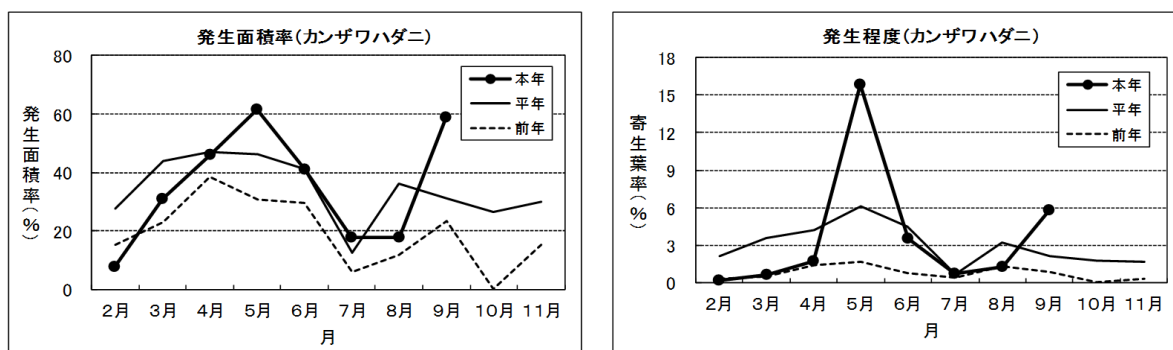 発生面積率(カンザワハダニ)
80
60
40
20
0
発生面積率(%)
本年
平年
前年
2月 3月 4月 5月 6月 7月 8月 9月 10月 11月
月
発生程度(カンザワハダニ)
18
15
12
9
6
3
0
寄生葉率(%)
本年
平年
前年
2月 3月 4月 5月 6月 7月 8月 9月 10月 11月
月